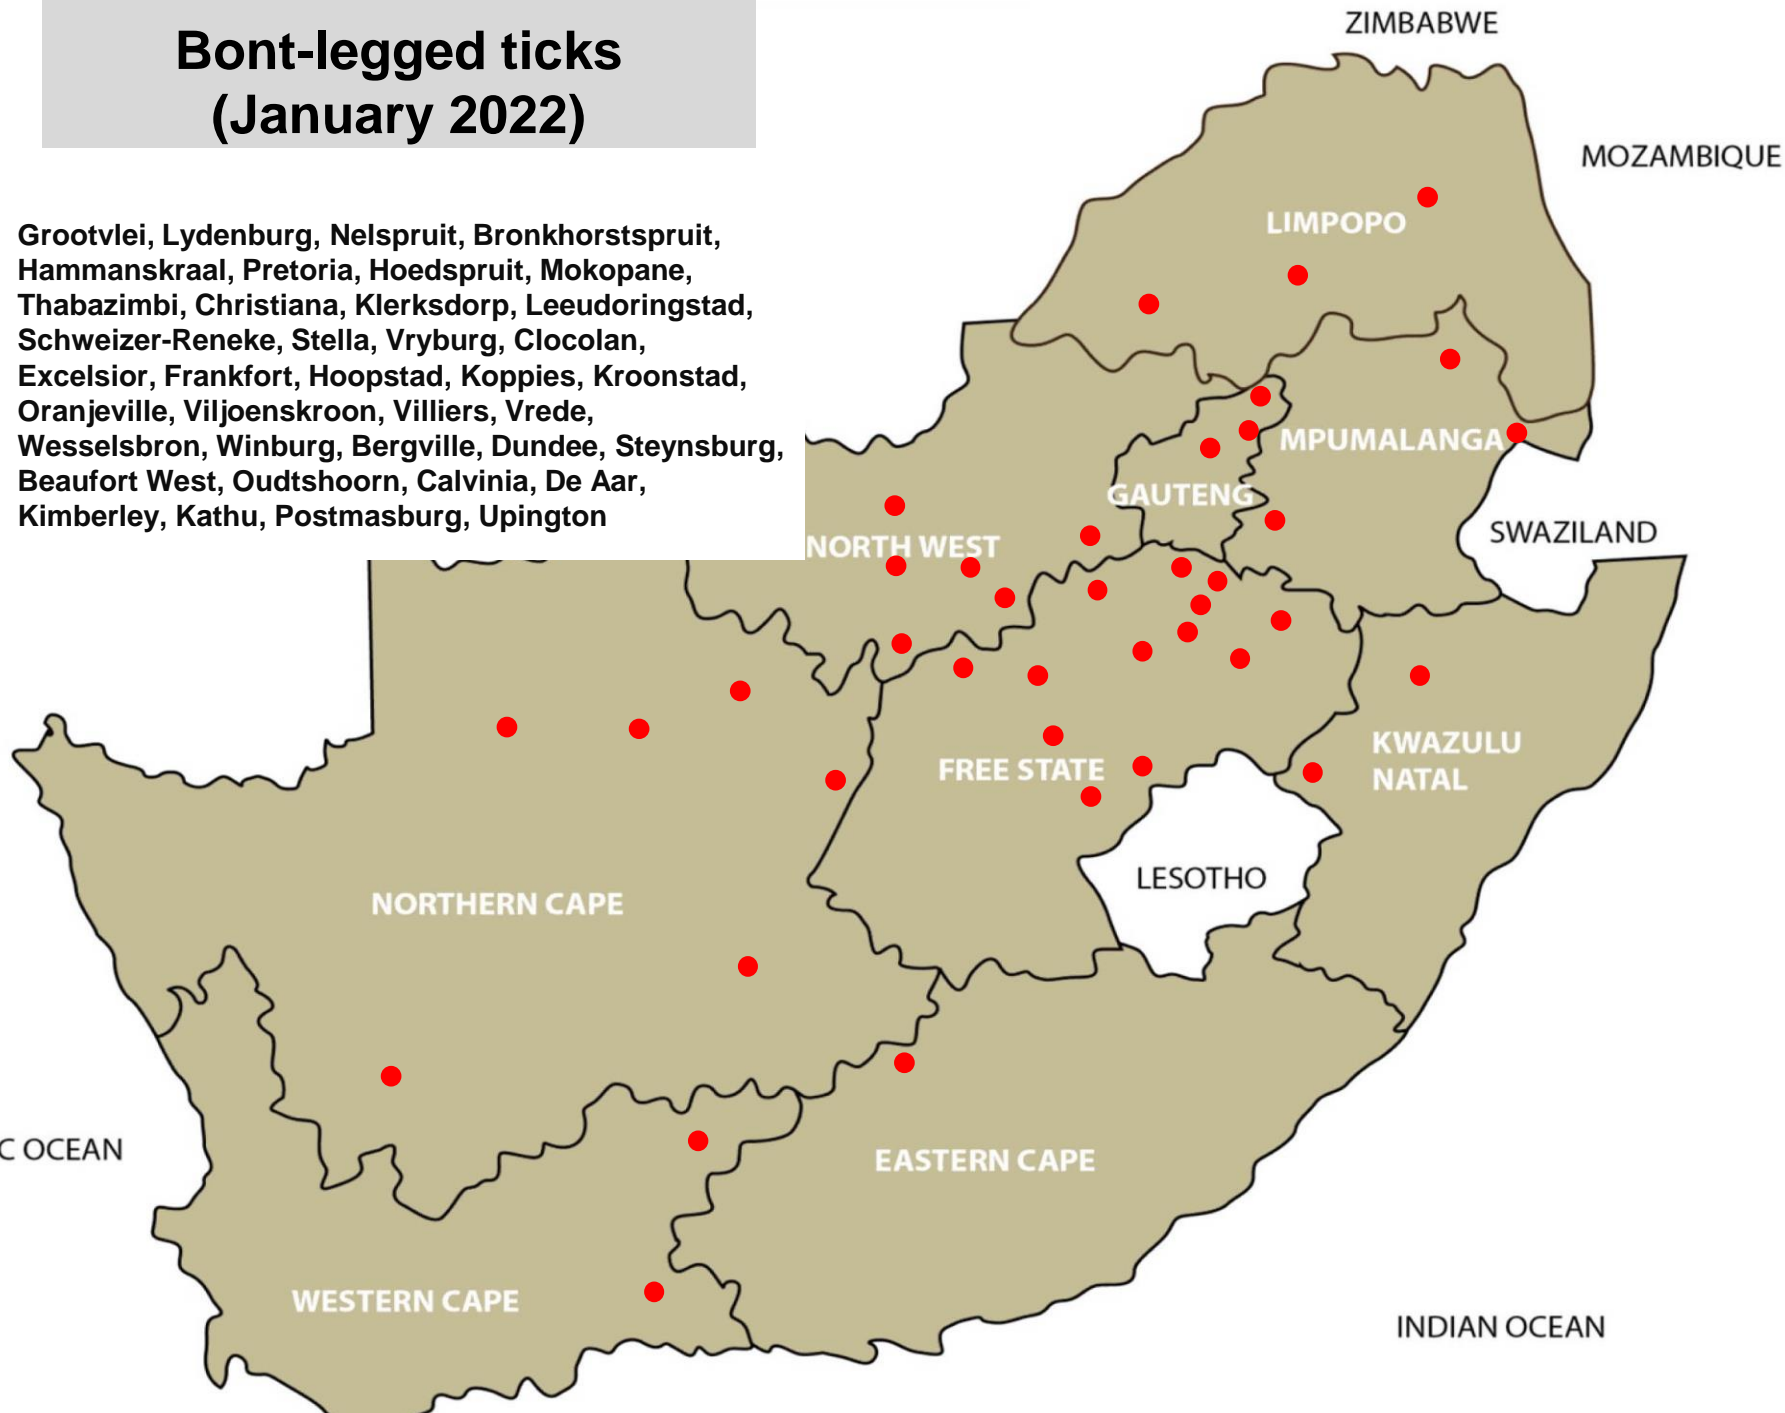 Bont-legged ticks
(January 2022)
Grootvlei, Lydenburg, Nelspruit, Bronkhorstspruit,
Hammanskraal, Pretoria, Hoedspruit, Mokopane,
Thabazimbi, Christiana, Klerksdorp, Leeudoringstad,
Schweizer-Reneke, Stella, Vryburg, Clocolan,
Excelsior, Frankfort, Hoopstad, Koppies, Kroonstad,
Oranjeville, Viljoenskroon, Villiers, Vrede,
Wesselsbron, Winburg, Bergville, Dundee, Steynsburg,
Beaufort West, Oudtshoorn, Calvinia, De Aar,
Kimberley, Kathu, Postmasburg, Upington
ZIMBABWE
MOZAMBIQUE
LIMPOPO
MPUMALANGA
GAUTENG
SWAZILAND
NORTH WEST
KWAZULU
NATAL
FREE STATE
LESOTHO
NORTHERN CAPE
C OCEAN
EASTERN CAPE
WESTERN CAPE
INDIAN OCEAN